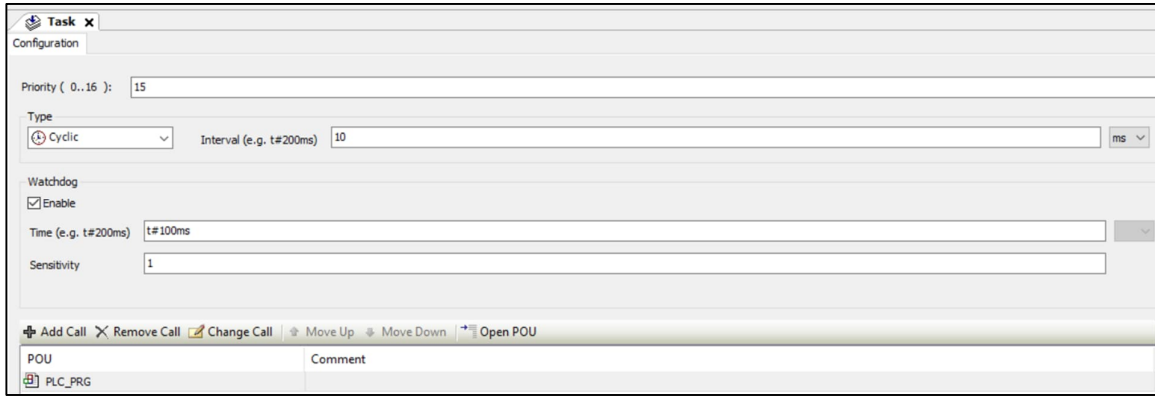 Task
Configuration
Priority ( 0..16 ): 15
Type
Cyclic Interval (e.g. t#200ms) 10 ms
Watchdog
Enable
Time (e.g. t#200ms) t#100ms
Sensitivity 1
Add Call Remove Call Change Call Move Up Move Down Open POU
POU Comment
PLC_PRG